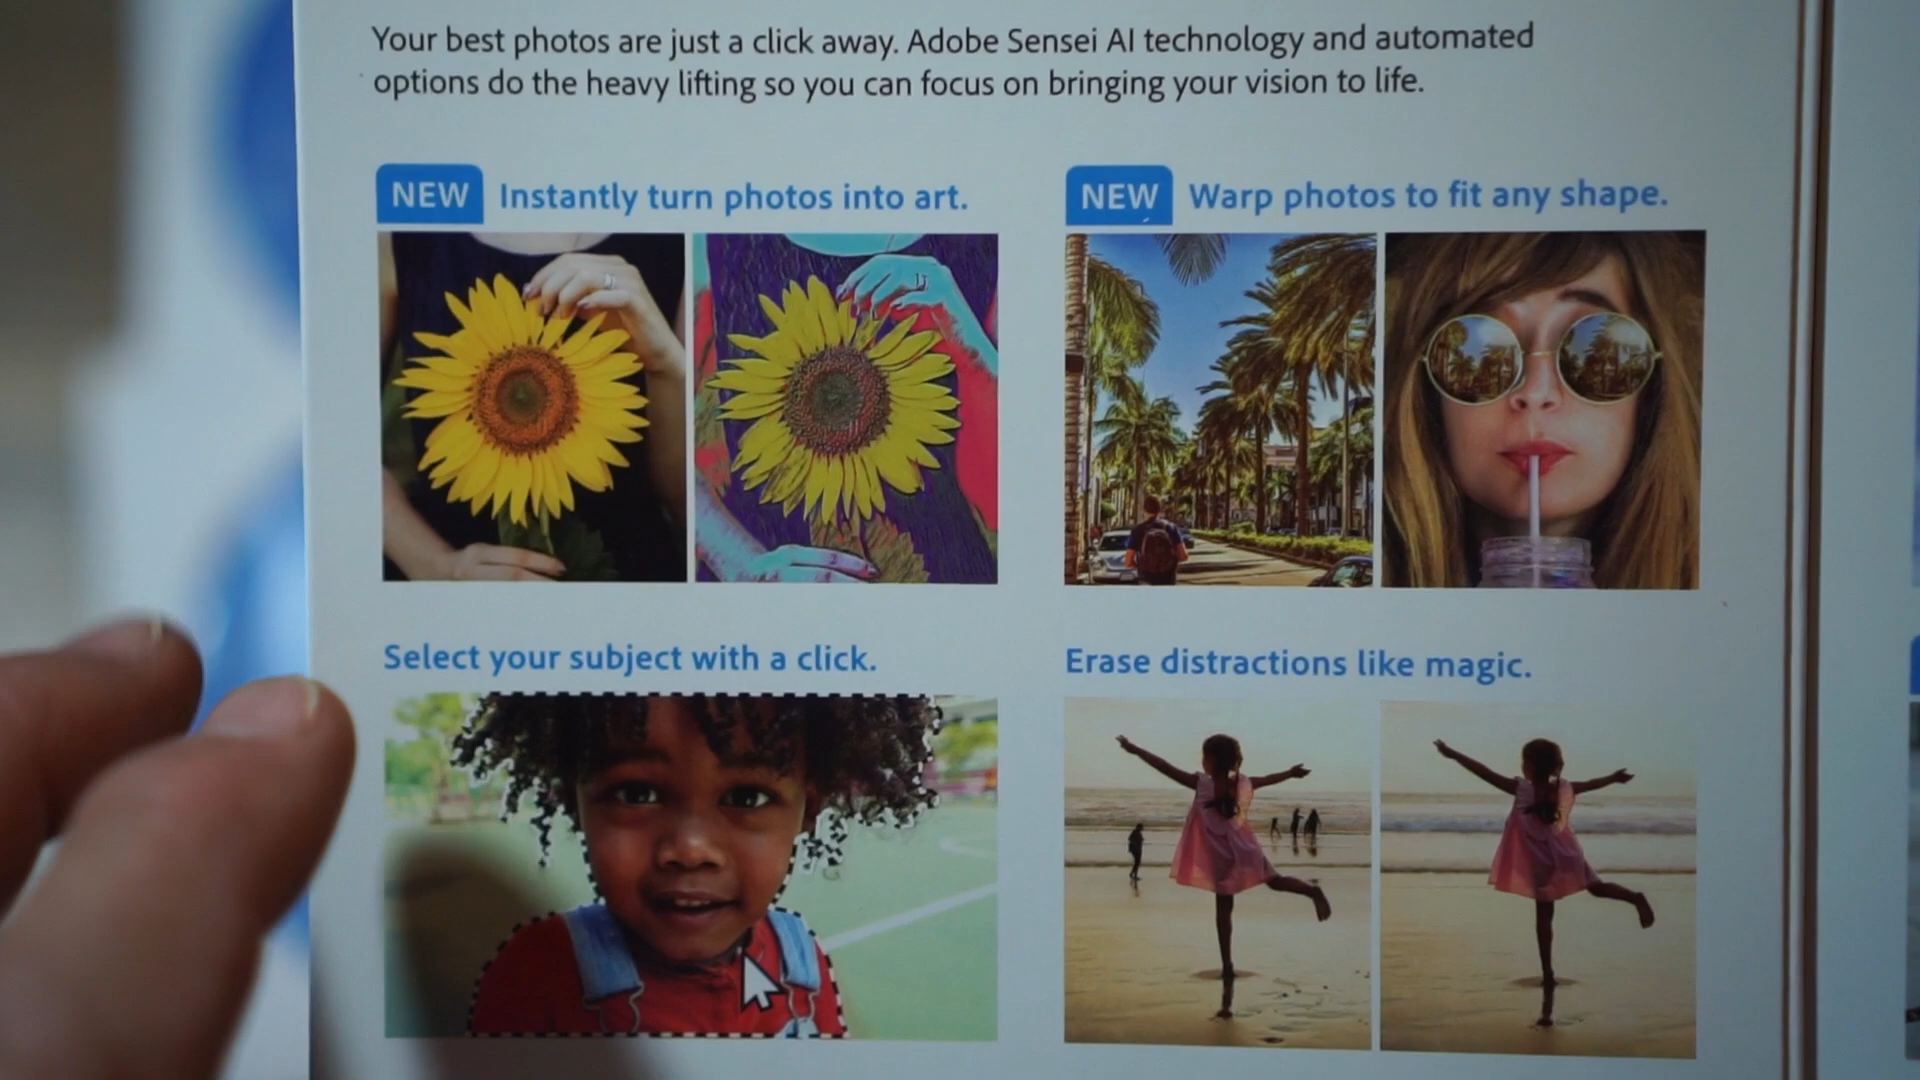 Your best photos are just a click away. Adobe Sensei AI technology and automated
options do the heavy lifting so you can focus on bringing your vision to life.
NEW Instantly turn photos into art.
NEW Warp photos to fit any shape.
Select your subject with a click.
Erase distractions like magic.